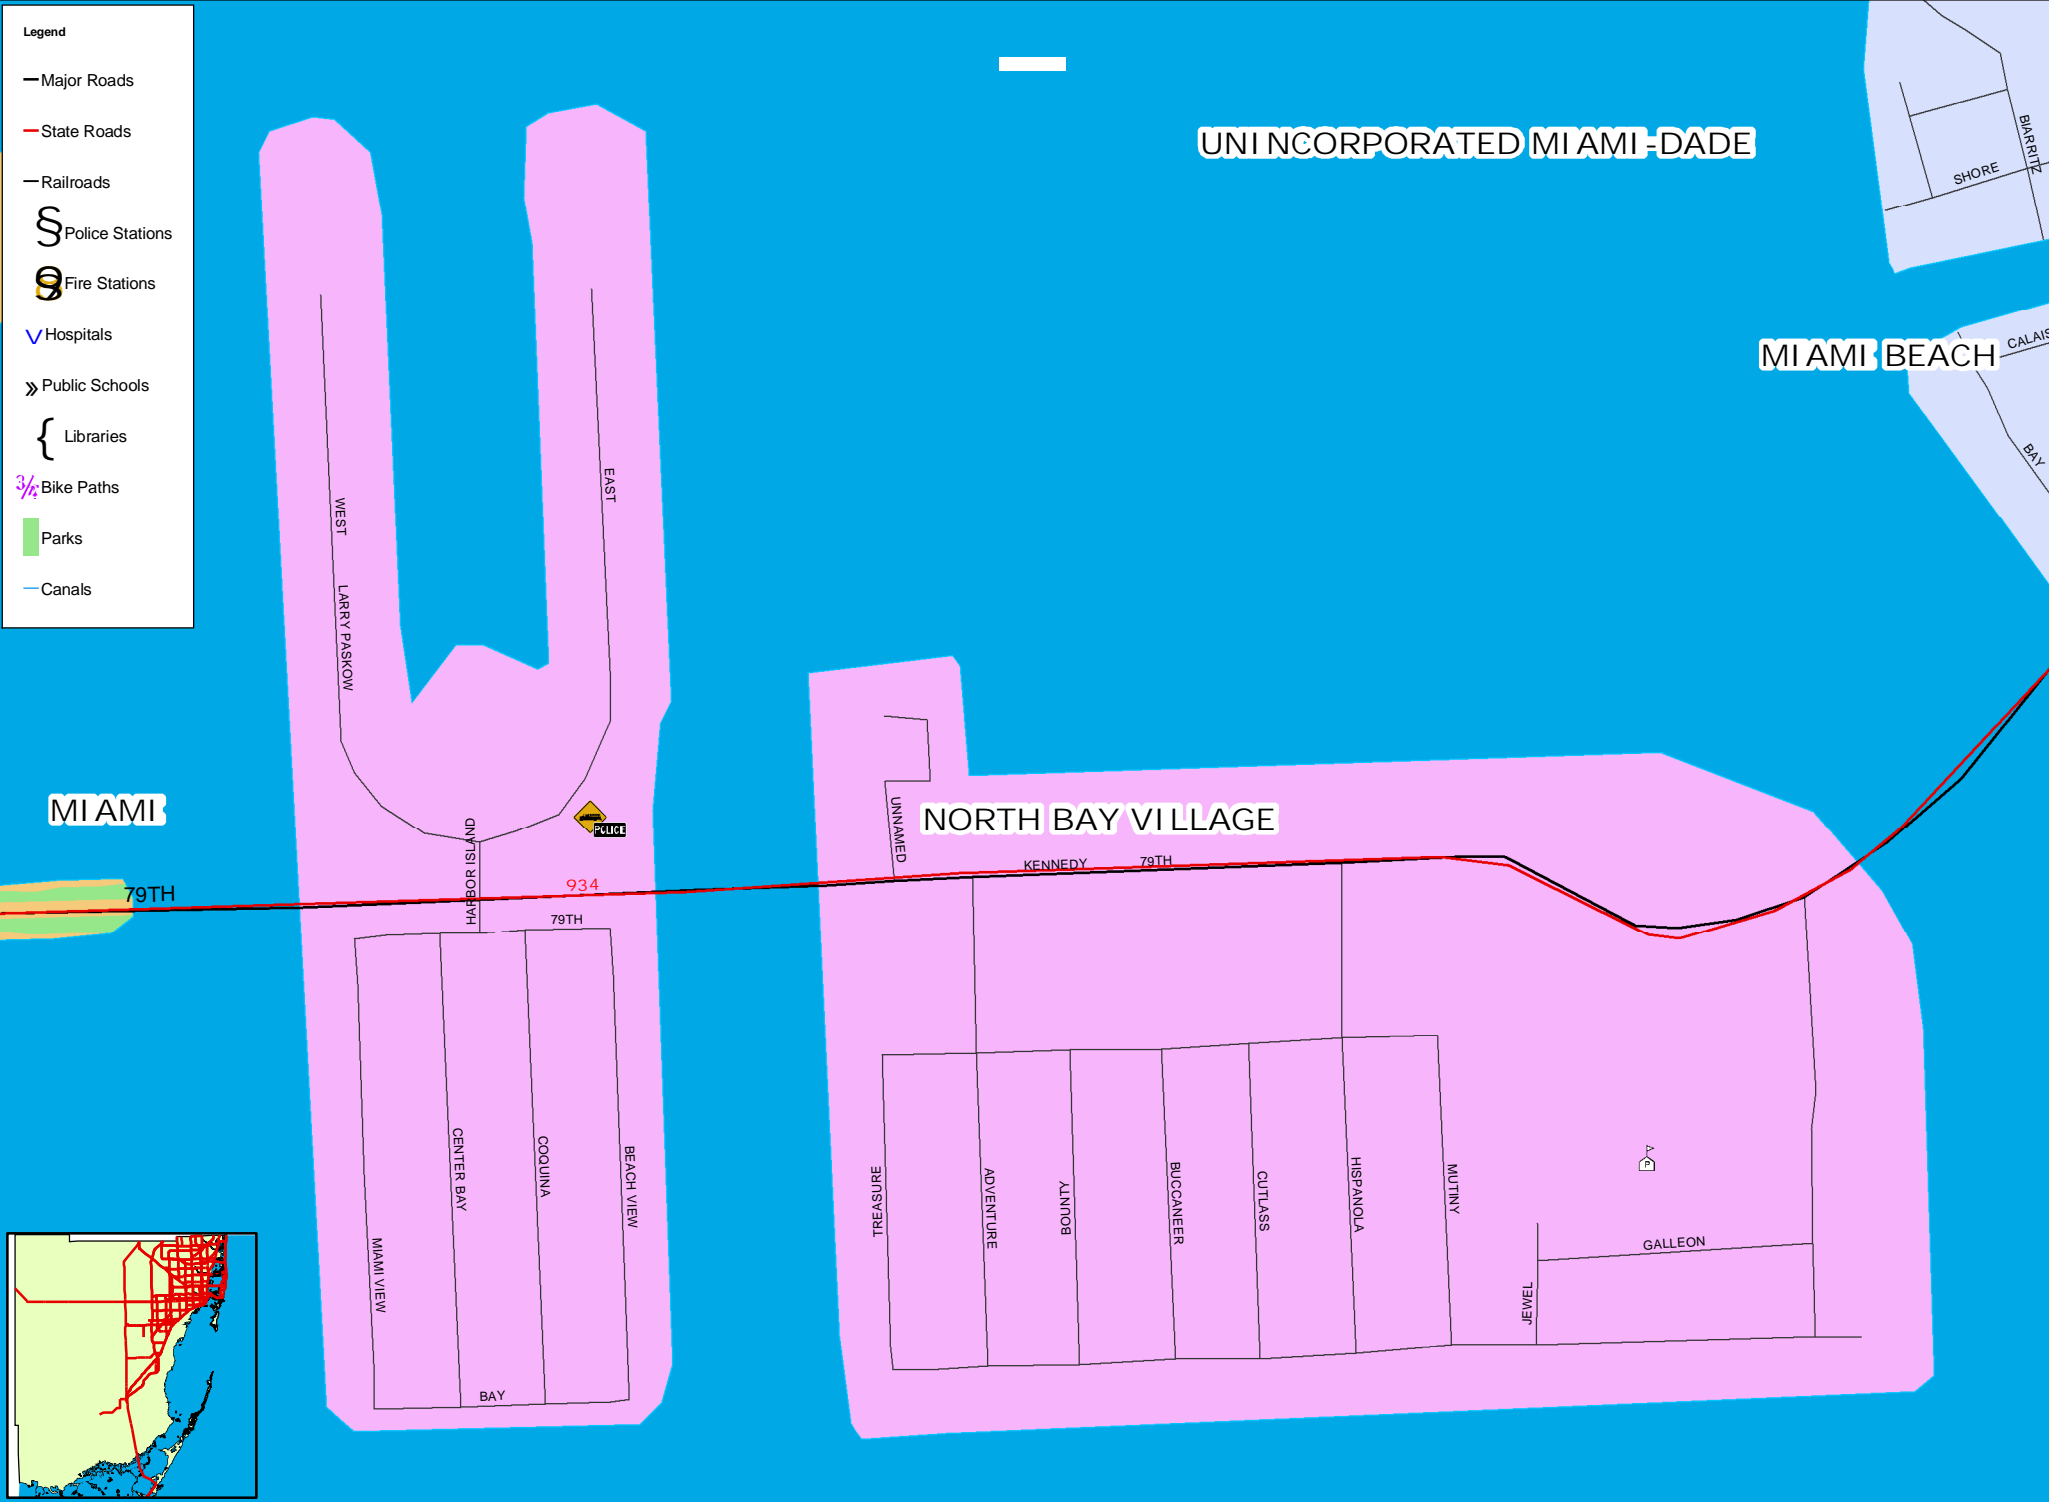 Legend
Major Roads
State Roads
Railroads
§ Police Stations
Fire Stations
Hospitals
Public Schools
{ Libraries
¾ Bike Paths
Parks
Canals
UNINCORPORATED MIAMI-DADE
BIARRITZ
SHORE
MIAMI BEACH
CALAIS
BAY
WEST
EAST
LARRY PASKOW
MIAMI
NORTH BAY VILLAGE
HARBOR ISLAND
POLICE
UNNAMED
KENNEDY
79TH
79TH
934
79TH
MIAMI VIEW
CENTER BAY
COQUINA
BEACH VIEW
BAY
TREASURE
ADVENTURE
BOUNTY
BUCCANEER
CUTLASS
HISPANOLA
MUTINY
P
JEWEL
GALLEON